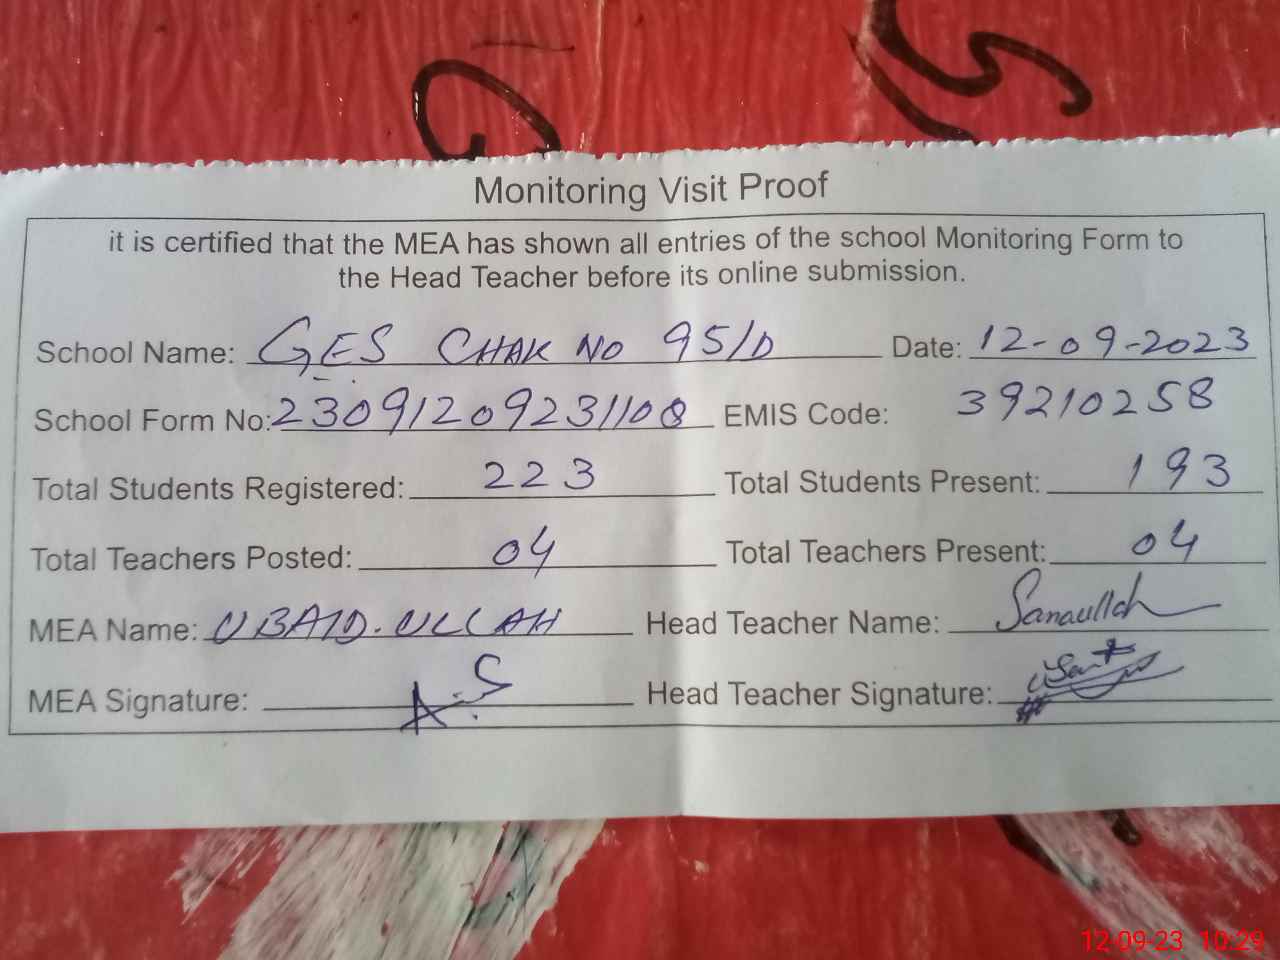 Monitoring Visit Proof
it is certified that the MEA has shown all entries of the school Monitoring Form to
the Head Teacher before its online submission.
School Name: GES CHAK NO 95/D Date: 12-09-2023
School Form No: 23091209231108 EMIS Code: 39210258
Total Students Registered: 223 Total Students Present: 193
Total Teachers Posted: 04 Total Teachers Present: 04
MEA Name: UBAID.ULLAH Head Teacher Name: Sanaullah
MEA Signature: Head Teacher Signature:
12-09-23 10:29